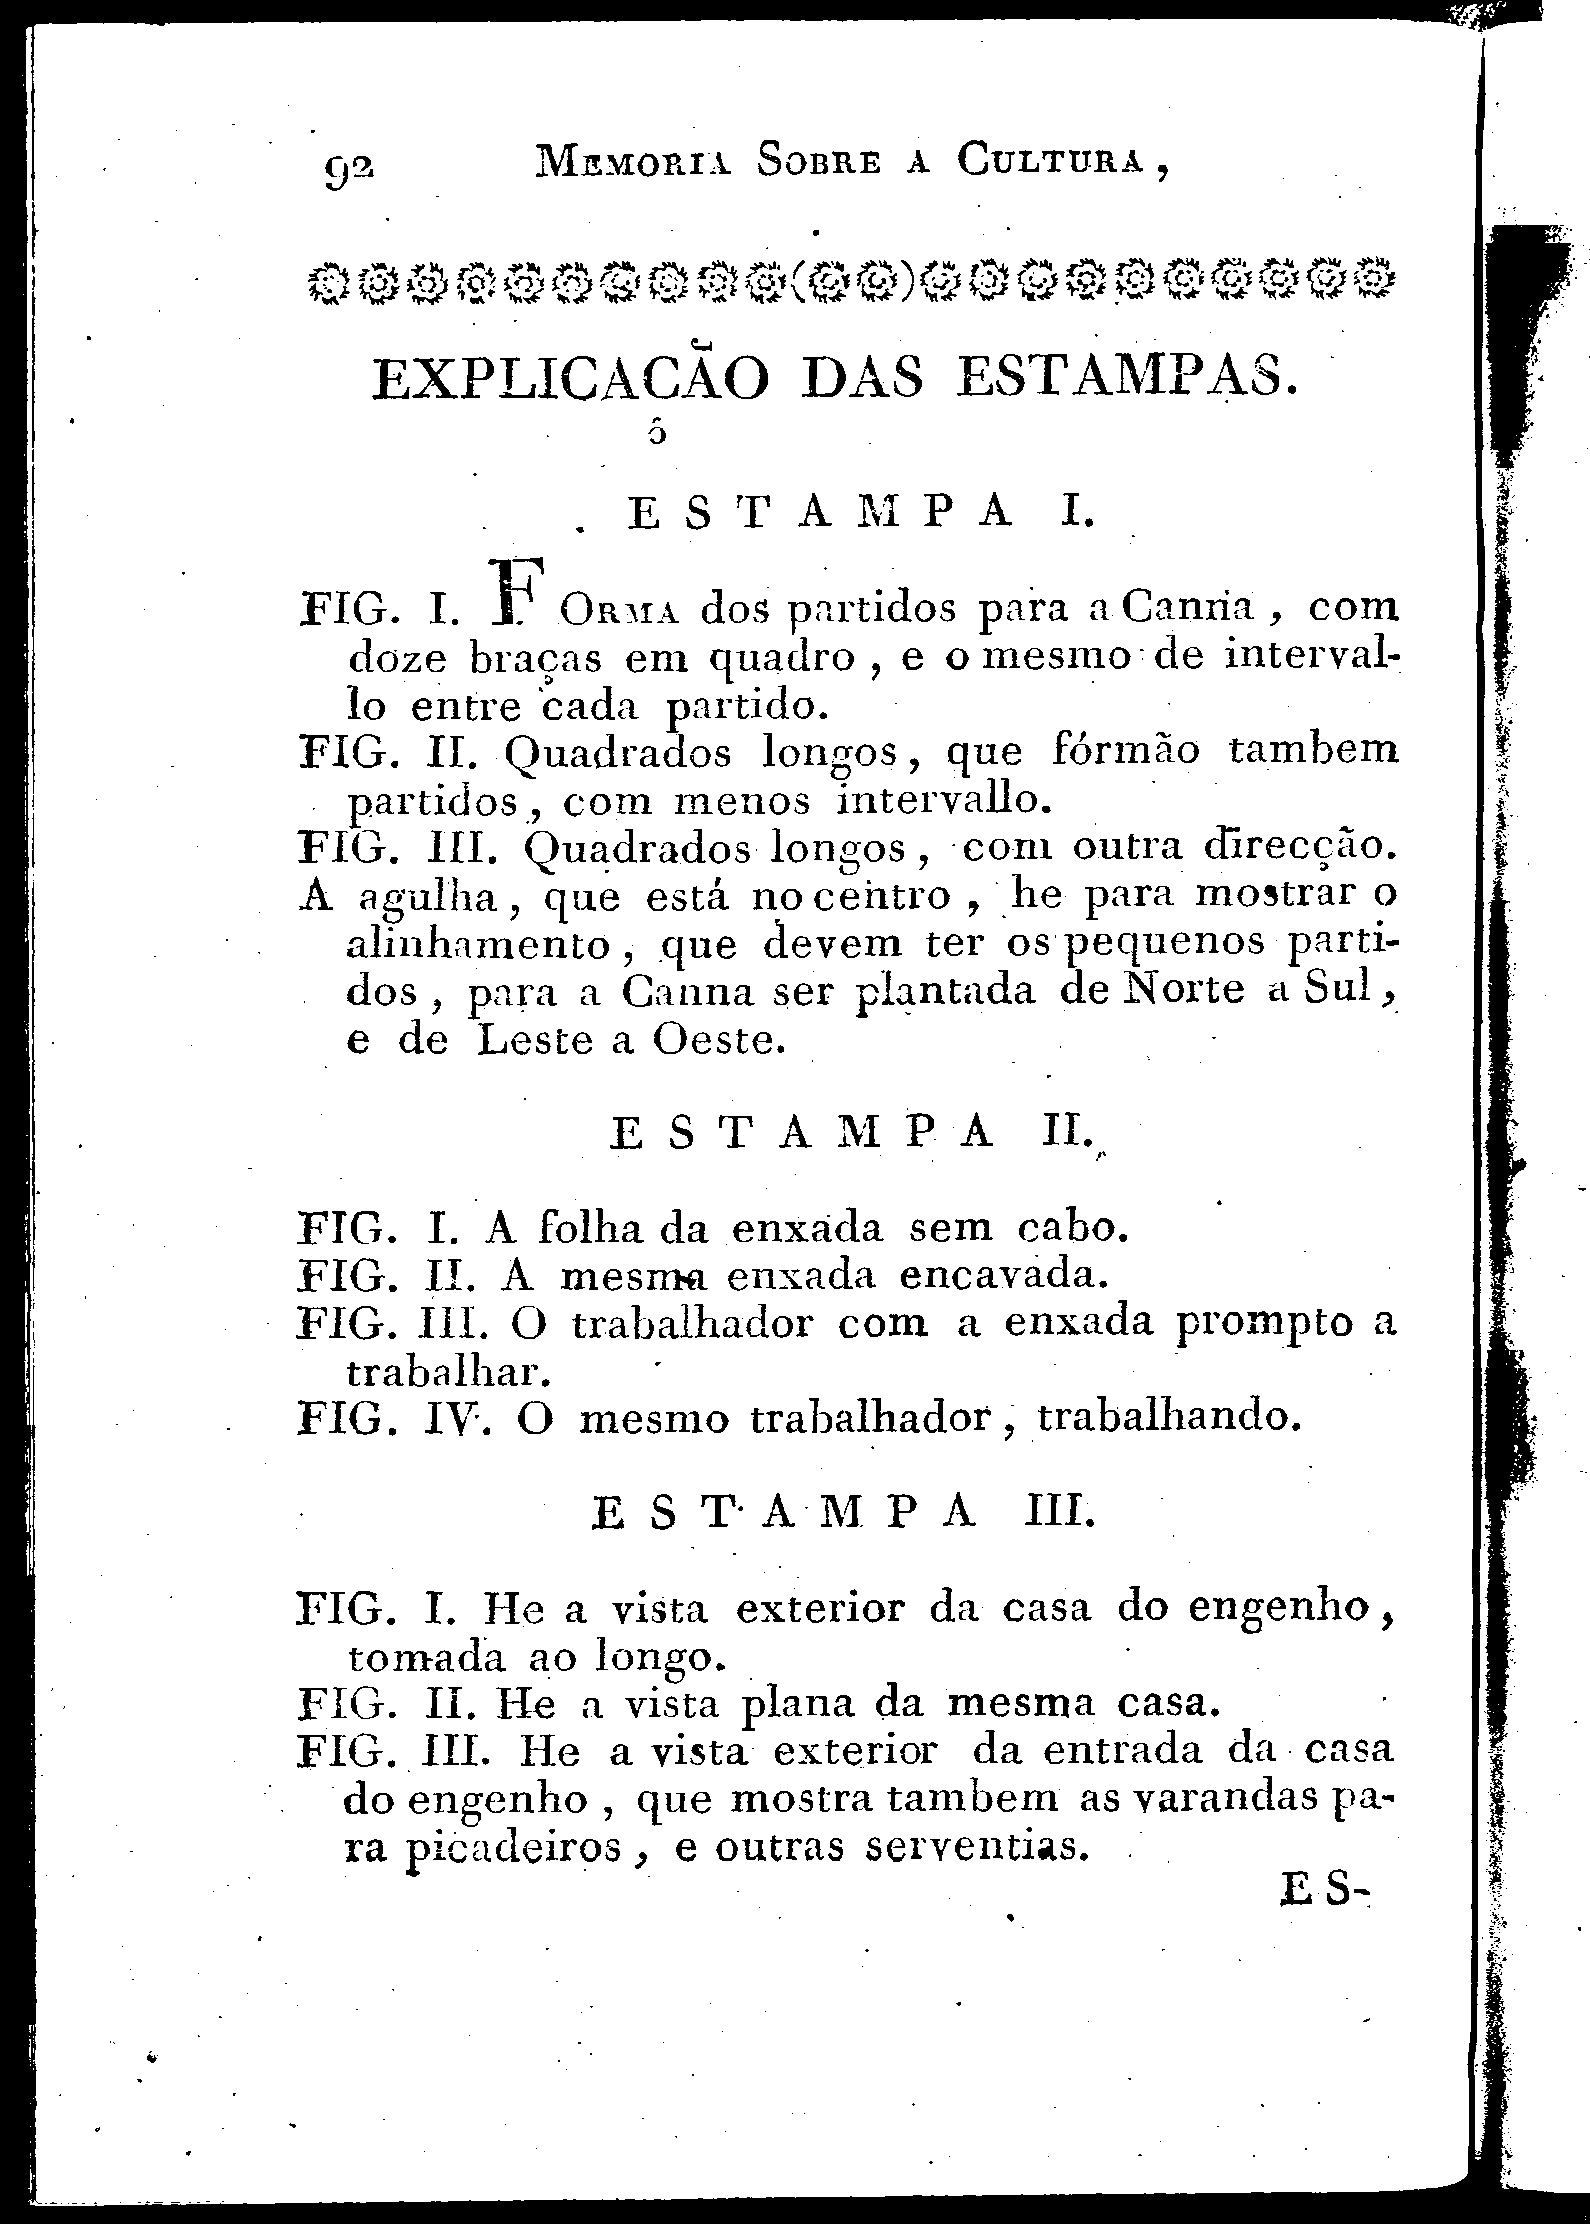 92 MEMORIA SOBRE A CULTURA,
EXPLICAÇÃO DAS ESTAMPAS.
ESTAMPA I.
FIG. I. FORMA dos partidos para a Canna, com
doze braças em quadro, e o mesmo de interval-
lo entre cada partido.
FIG. II. Quadrados longos, que fórmão tambem
partidos, com menos intervallo.
FIG. III. Quadrados longos, com outra direcção.
A agulha, que está no centro, he para mostrar o
alinhamento, que devem ter os pequenos parti-
dos, para a Canna ser plantada de Norte a Sul,
e de Leste a Oeste.
ESTAMPA II.
FIG. I. A folha da enxada sem cabo.
FIG. II. A mesma enxada encavada.
FIG. III. O trabalhador com a enxada prompto a
trabalhar.
FIG. IV. O mesmo trabalhador, trabalhando.
ESTAMPA III.
FIG. I. He a vista exterior da casa do engenho,
tomada ao longo.
FIG. II. He a vista plana da mesma casa.
FIG. III. He a vista exterior da entrada da casa
do engenho, que mostra tambem as varandas pa-
ra picadeiros, e outras serventias.
ES-